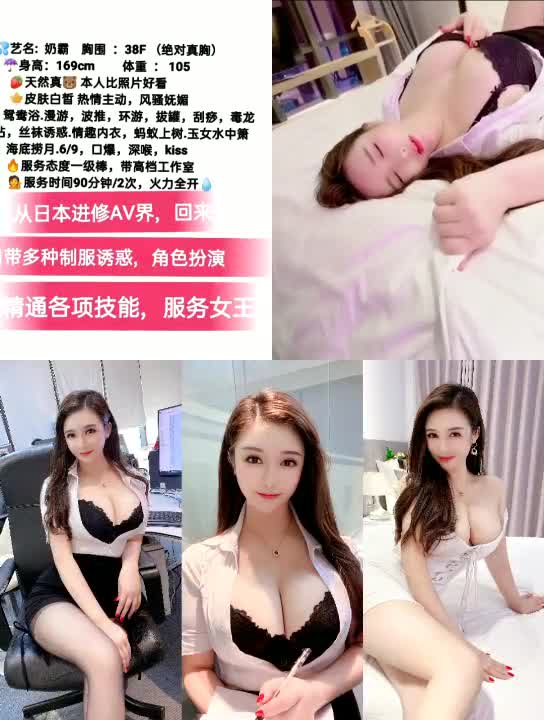 💦艺名: 奶霸 胸围 ：38F （绝对真胸）
☔身高：169cm 体重 ：105
🍓天然真🐻 本人比照片好看
⭐皮肤白皙 热情主动，风骚妩媚
鸳鸯浴.漫游，波推，环游，拔罐，刮痧，毒龙
钻，丝袜诱惑.情趣内衣，蚂蚁上树.玉女水中箫
海底捞月.6/9，口爆，深喉，kiss
🔥服务态度一级棒，带高档工作室
💁服务时间90分钟/2次，火力全开💧
从日本进修AV界，回来
带多种制服诱惑，角色扮演
精通各项技能，服务女王